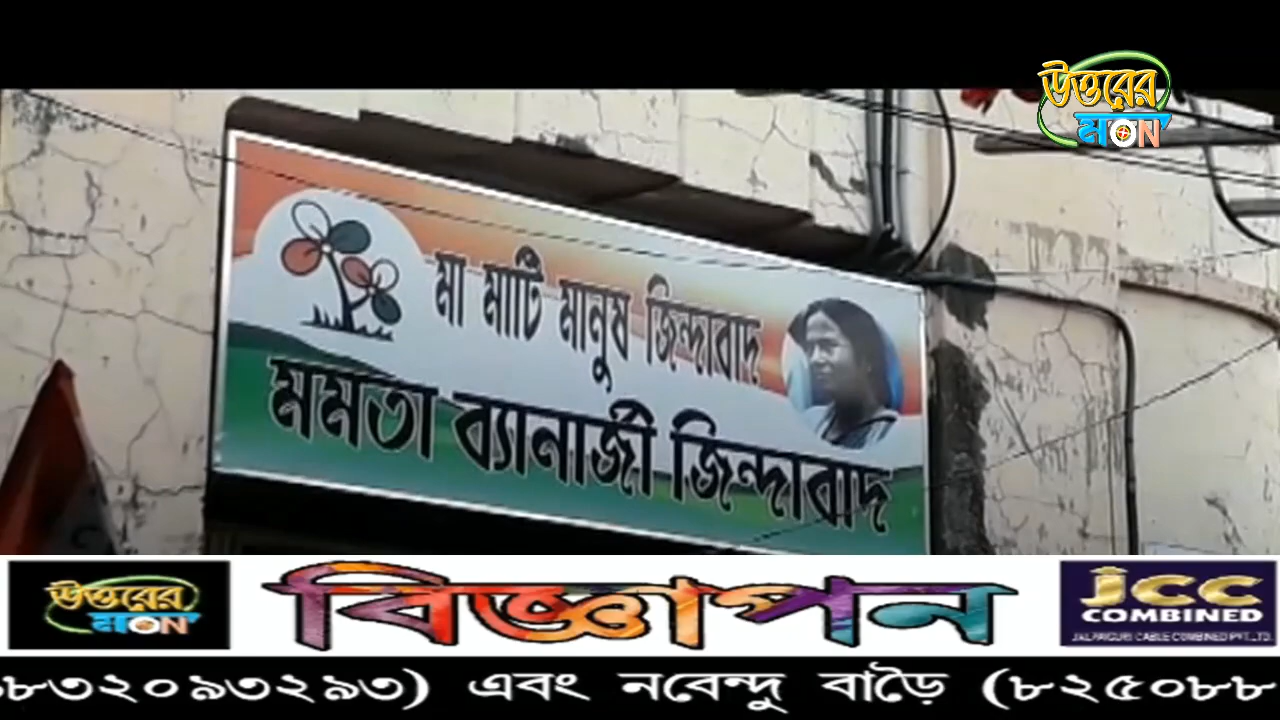 উত্তরের
মন
মা মাটি মানুষ জিন্দাবাদ
মমতা ব্যানার্জী জিন্দাবাদ
উত্তরের
মন
বিজ্ঞাপন
JCC
COMBINED
JALPAIGURI CABLE COMBINED PVT. LTD.
৮৩২০৯৩২৯৩) এবং নবেন্দু বাড়ৈ (৮২৫০৮৮